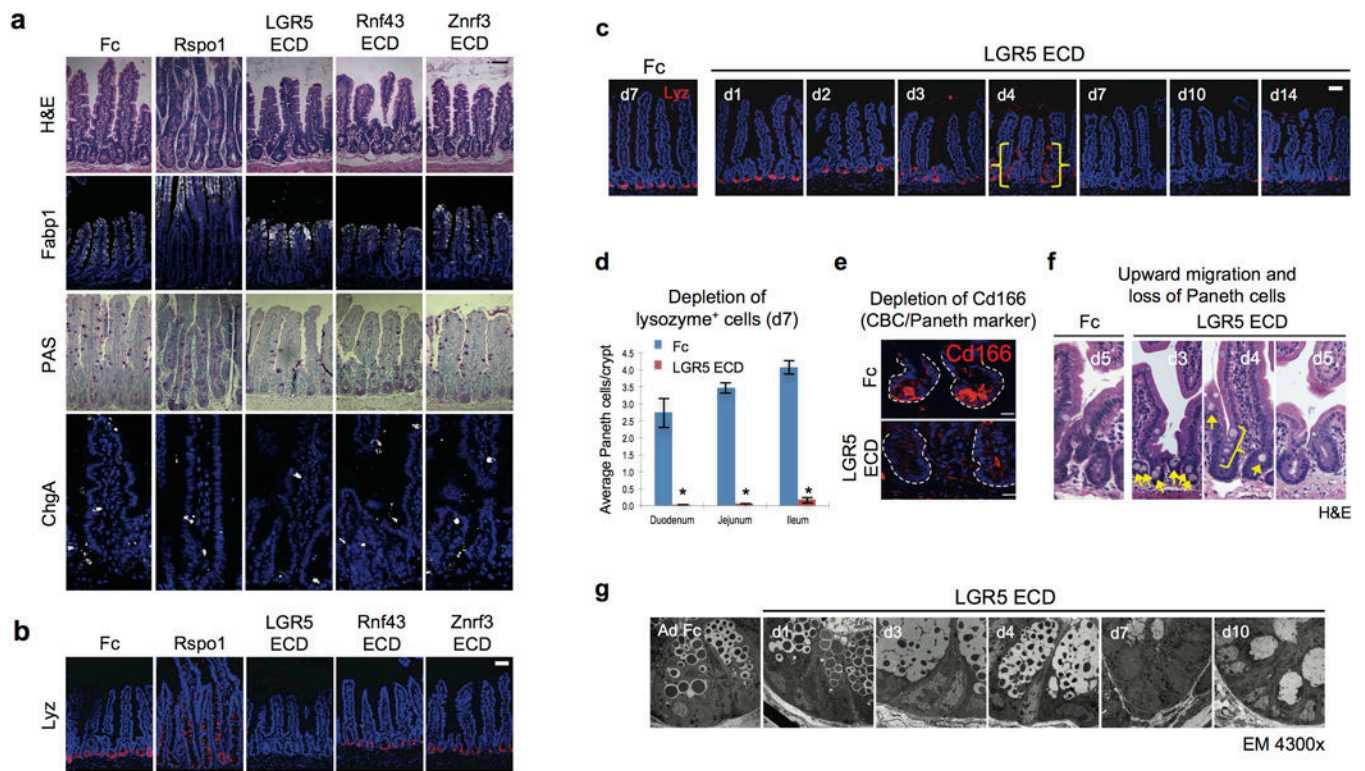 a
Fc
Rspo1
LGR5
ECD
Rnf43
ECD
Znrf3
ECD
H&E
Fabp1
PAS
ChgA
b
Fc
Rspo1
LGR5
ECD
Rnf43
ECD
Znrf3
ECD
Lyz
c
Fc
LGR5 ECD
d7
Lyz
d1
d2
d3
d4
d7
d10
d14
d
Depletion of
lysozyme⁺ cells (d7)
Fc
LGR5 ECD
Average Paneth cells/crypt
4.5
4.0
3.5
3.0
2.5
2.0
1.5
1.0
0.5
0.0
*
*
*
Duodenum
Jejunum
Ileum
e
Depletion of Cd166
(CBC/Paneth marker)
Cd166
Fc
LGR5
ECD
f
Upward migration and
loss of Paneth cells
Fc
LGR5 ECD
d5
d3
d4
d5
H&E
g
LGR5 ECD
Ad Fc
d1
d3
d4
d7
d10
EM 4300x